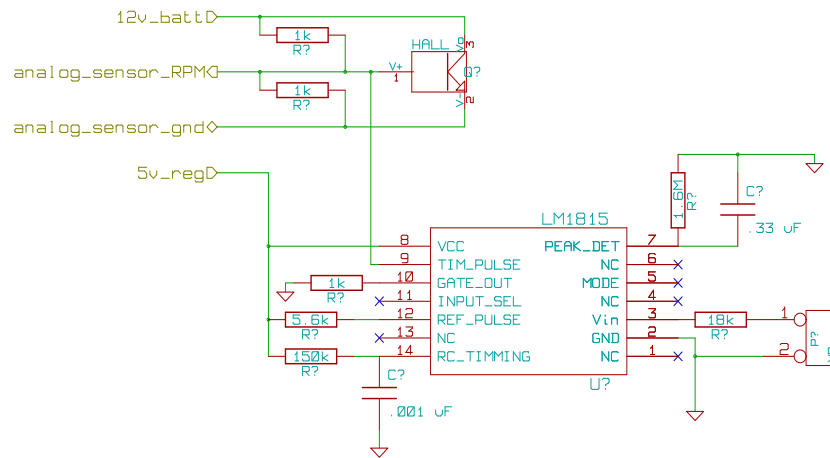 12v_batt
1k
R?
HALL
Vo
3
analog_sensor_RPM
V+
1
Q?
1k
R?
V-
2
analog_sensor_gnd
5v_reg
1.6M
R?
C?
.33 uF
LM1815
8 VCC
PEAK_DET 7
9 TIM_PULSE
NC 6
1k
R?
10 GATE_OUT
MODE 5
11 INPUT_SEL
NC 4
5.6k
R?
12 REF_PULSE
Vin 3
18k
R?
1
13 NC
GND 2
P?
2
150k
R?
14 RC_TIMMING
NC 1
C?
.001 uF
U?